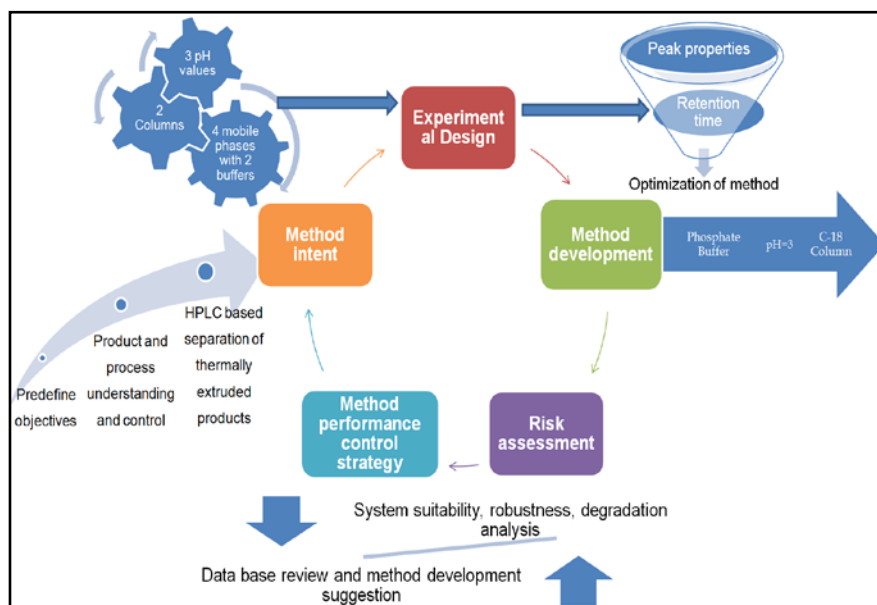 3 pH
values
2
Columns
4 mobile
phases
with 2
buffers
Experiment
al Design
Peak properties
Retention
time
Optimization of method
Method
intent
Method
development
Phosphate
Buffer
pH=3
C-18
Column
HPLC based
separation of
thermally
extruded
products
Product and
process
understanding
and control
Predefine
objectives
Method
performance
control
strategy
Risk
assessment
System suitability, robustness, degradation
analysis
Data base review and method development
suggestion